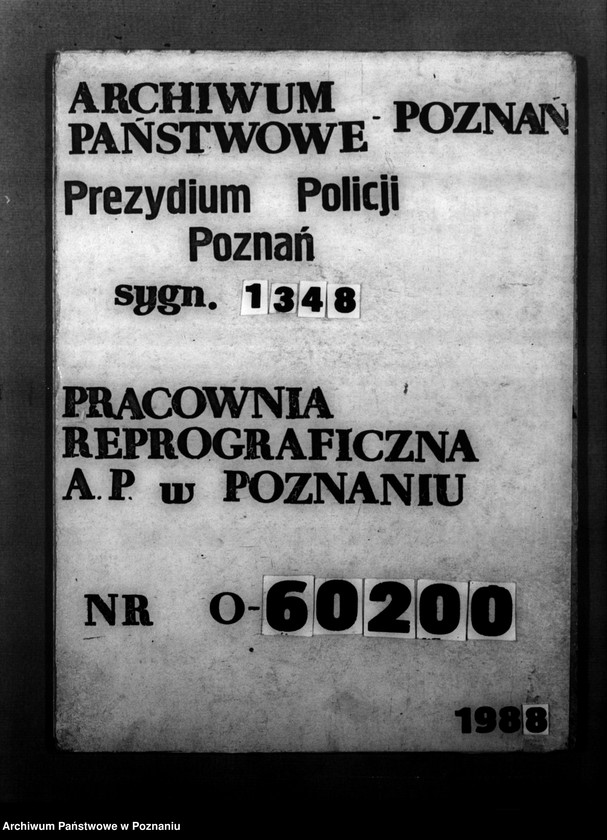 ARCHIWUM
PAŃSTWOWE - POZNAŃ
Prezydium Policji
Poznań
sygn. 1348
PRACOWNIA
REPROGRAFICZNA
A.P. w POZNANIU
NR O-60200
1988
Archiwum Państwowe w Poznaniu